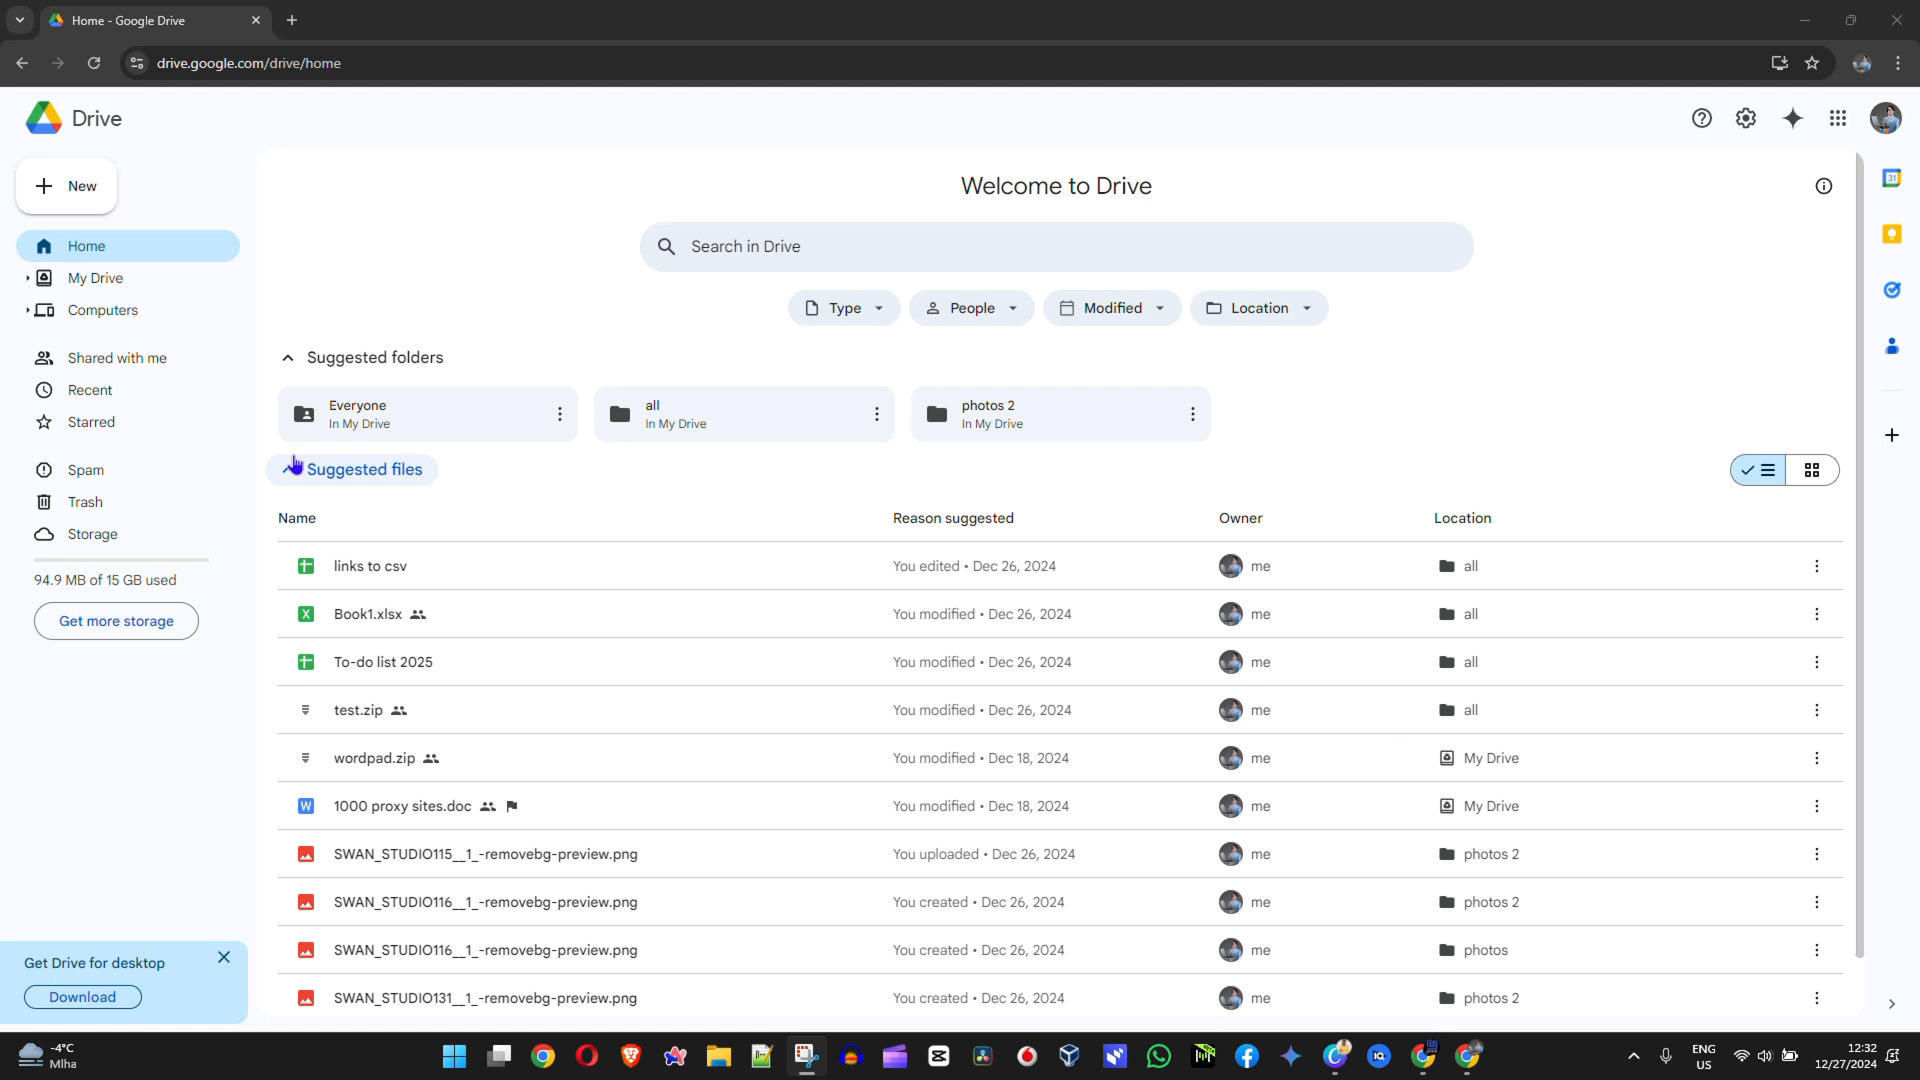 Home - Google Drive
drive.google.com/drive/home
Drive
New
Home
My Drive
Computers
Shared with me
Recent
Starred
Spam
Trash
Storage
94.9 MB of 15 GB used
Get more storage
Get Drive for desktop
Download
Welcome to Drive
Search in Drive
Type People Modified Location
Suggested folders
Everyone
In My Drive
all
In My Drive
photos 2
In My Drive
Suggested files
Name Reason suggested Owner Location
links to csv You edited • Dec 26, 2024 me all
Book1.xlsx You modified • Dec 26, 2024 me all
To-do list 2025 You modified • Dec 26, 2024 me all
test.zip You modified • Dec 26, 2024 me all
wordpad.zip You modified • Dec 18, 2024 me My Drive
1000 proxy sites.doc You modified • Dec 18, 2024 me My Drive
SWAN_STUDIO115__1_-removebg-preview.png You uploaded • Dec 26, 2024 me photos 2
SWAN_STUDIO116__1_-removebg-preview.png You created • Dec 26, 2024 me photos 2
SWAN_STUDIO116__1_-removebg-preview.png You created • Dec 26, 2024 me photos
SWAN_STUDIO131__1_-removebg-preview.png You created • Dec 26, 2024 me photos 2
31
-4°C
Mlha
ENG
US
12:32
12/27/2024